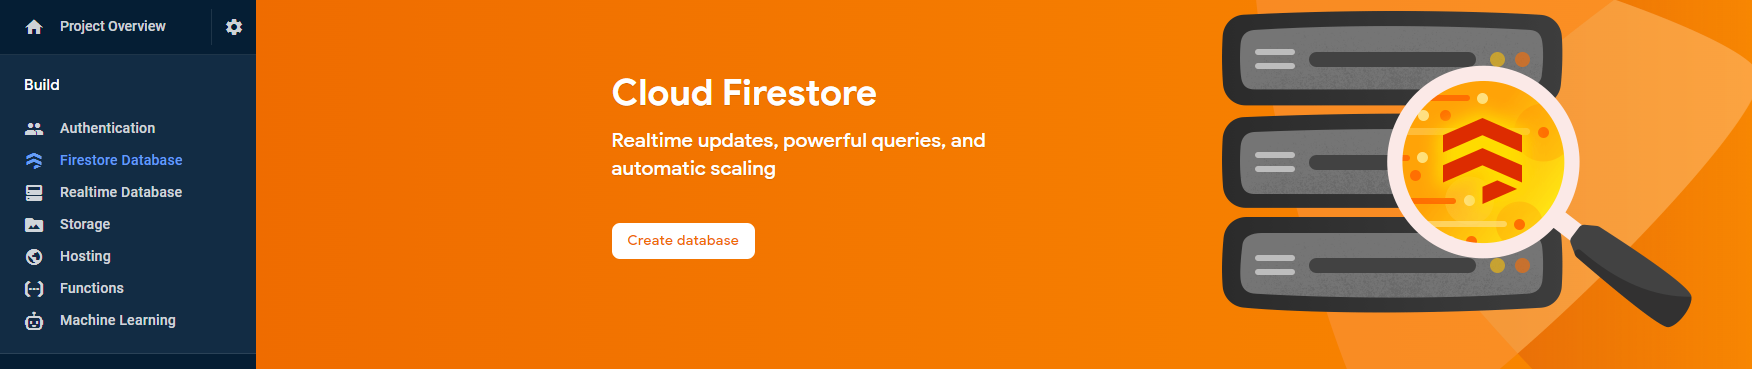 Project Overview
Build
Authentication
Firestore Database
Realtime Database
Storage
Hosting
Functions
Machine Learning
Cloud Firestore
Realtime updates, powerful queries, and
automatic scaling
Create database